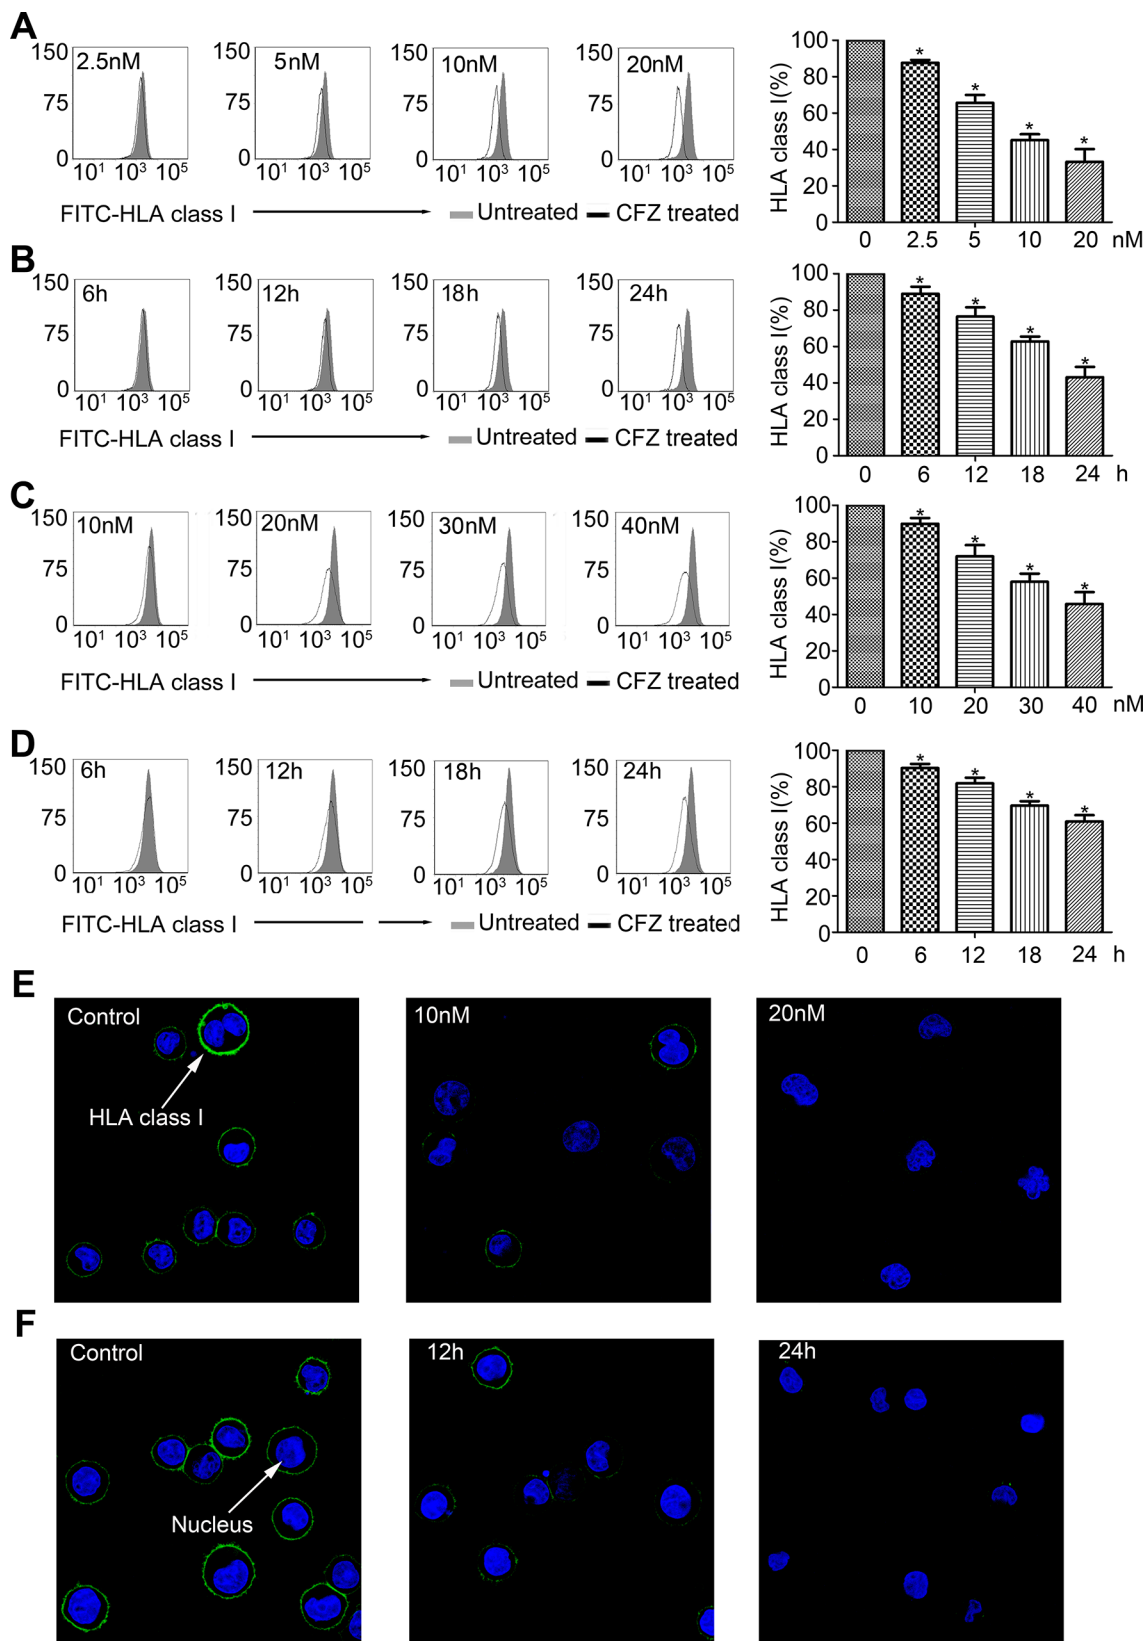 A
150
75
0
2.5nM
10¹ 10³ 10⁵
5nM
10¹ 10³ 10⁵
150
75
0
10nM
10¹ 10³ 10⁵
150
75
0
20nM
10¹ 10³ 10⁵
FITC-HLA class I
Untreated
CFZ treated
HLA class I(%)
100
80
60
40
20
0
* * * *
0 2.5 5 10 20 nM
B
150
75
0
6h
10¹ 10³ 10⁵
150
75
0
12h
10¹ 10³ 10⁵
150
75
0
18h
10¹ 10³ 10⁵
150
75
0
24h
10¹ 10³ 10⁵
FITC-HLA class I
Untreated
CFZ treated
HLA class I(%)
100
80
60
40
20
0
* * * *
0 6 12 18 24 h
C
150
75
0
10nM
10¹ 10³ 10⁵
150
75
0
20nM
10¹ 10³ 10⁵
150
75
0
30nM
10¹ 10³ 10⁵
150
75
0
40nM
10¹ 10³ 10⁵
FITC-HLA class I
Untreated
CFZ treated
HLA class I(%)
100
80
60
40
20
0
* * * *
0 10 20 30 40 nM
D
150
75
0
6h
10¹ 10³ 10⁵
150
75
0
12h
10¹ 10³ 10⁵
150
75
0
18h
10¹ 10³ 10⁵
150
75
0
24h
10¹ 10³ 10⁵
FITC-HLA class I
Untreated
CFZ treated
HLA class I(%)
100
80
60
40
20
0
* * * *
0 6 12 18 24 h
E
Control
HLA class I
10nM
20nM
F
Control
Nucleus
12h
24h